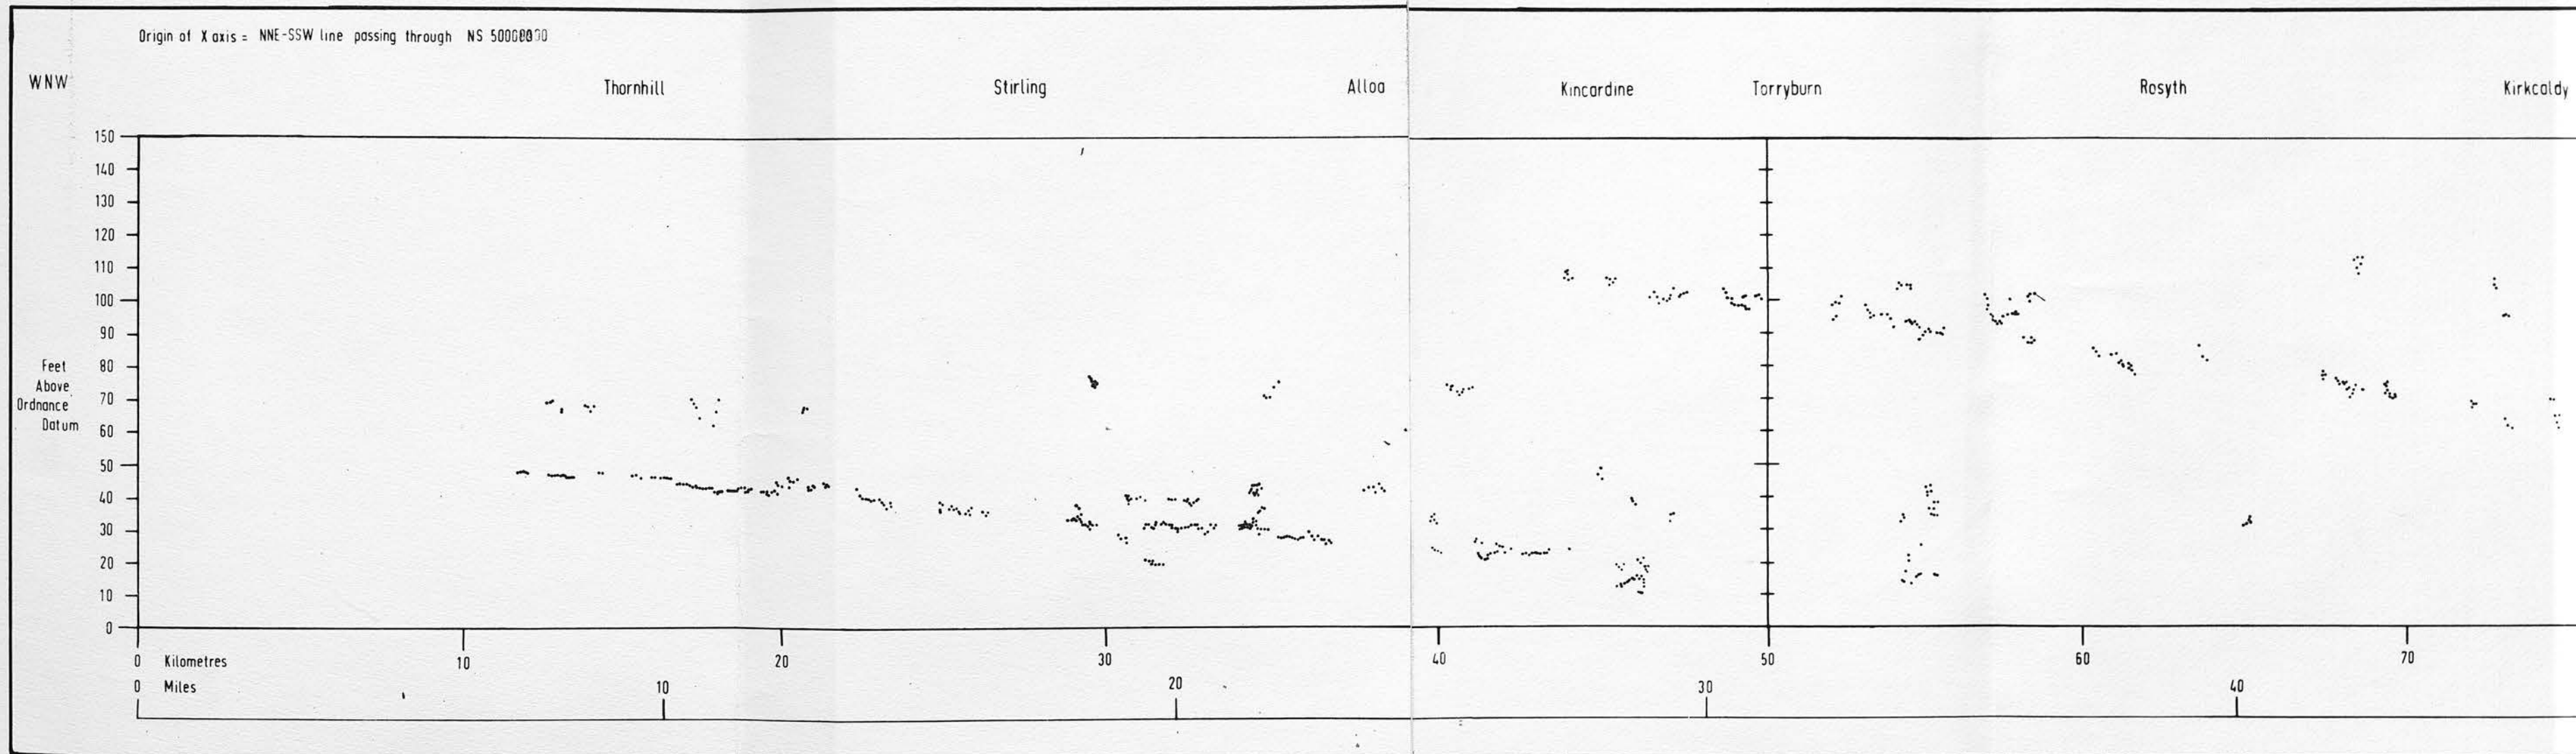 Origin of X axis = NNE-SSW line passing through NS
WNW Thornhill Stirling Alloa Kincardine Torryburn Rosyth Kirkcaldy
150
140
130
120
110
100
90
80
70
60
50
40
30
20
10
0
Feet
Above
Ordnance
Datum
0 Kilometres 10 20 30 40 50 60 70
0 Miles 10 20 30 40